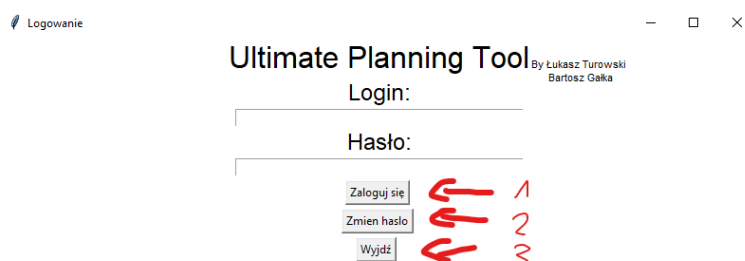 Logowanie
Ultimate Planning Tool By Łukasz Turowski
Bartosz Gałka
Login:
Hasło:
Zaloguj się 1
Zmien haslo 2
Wyjdź 3